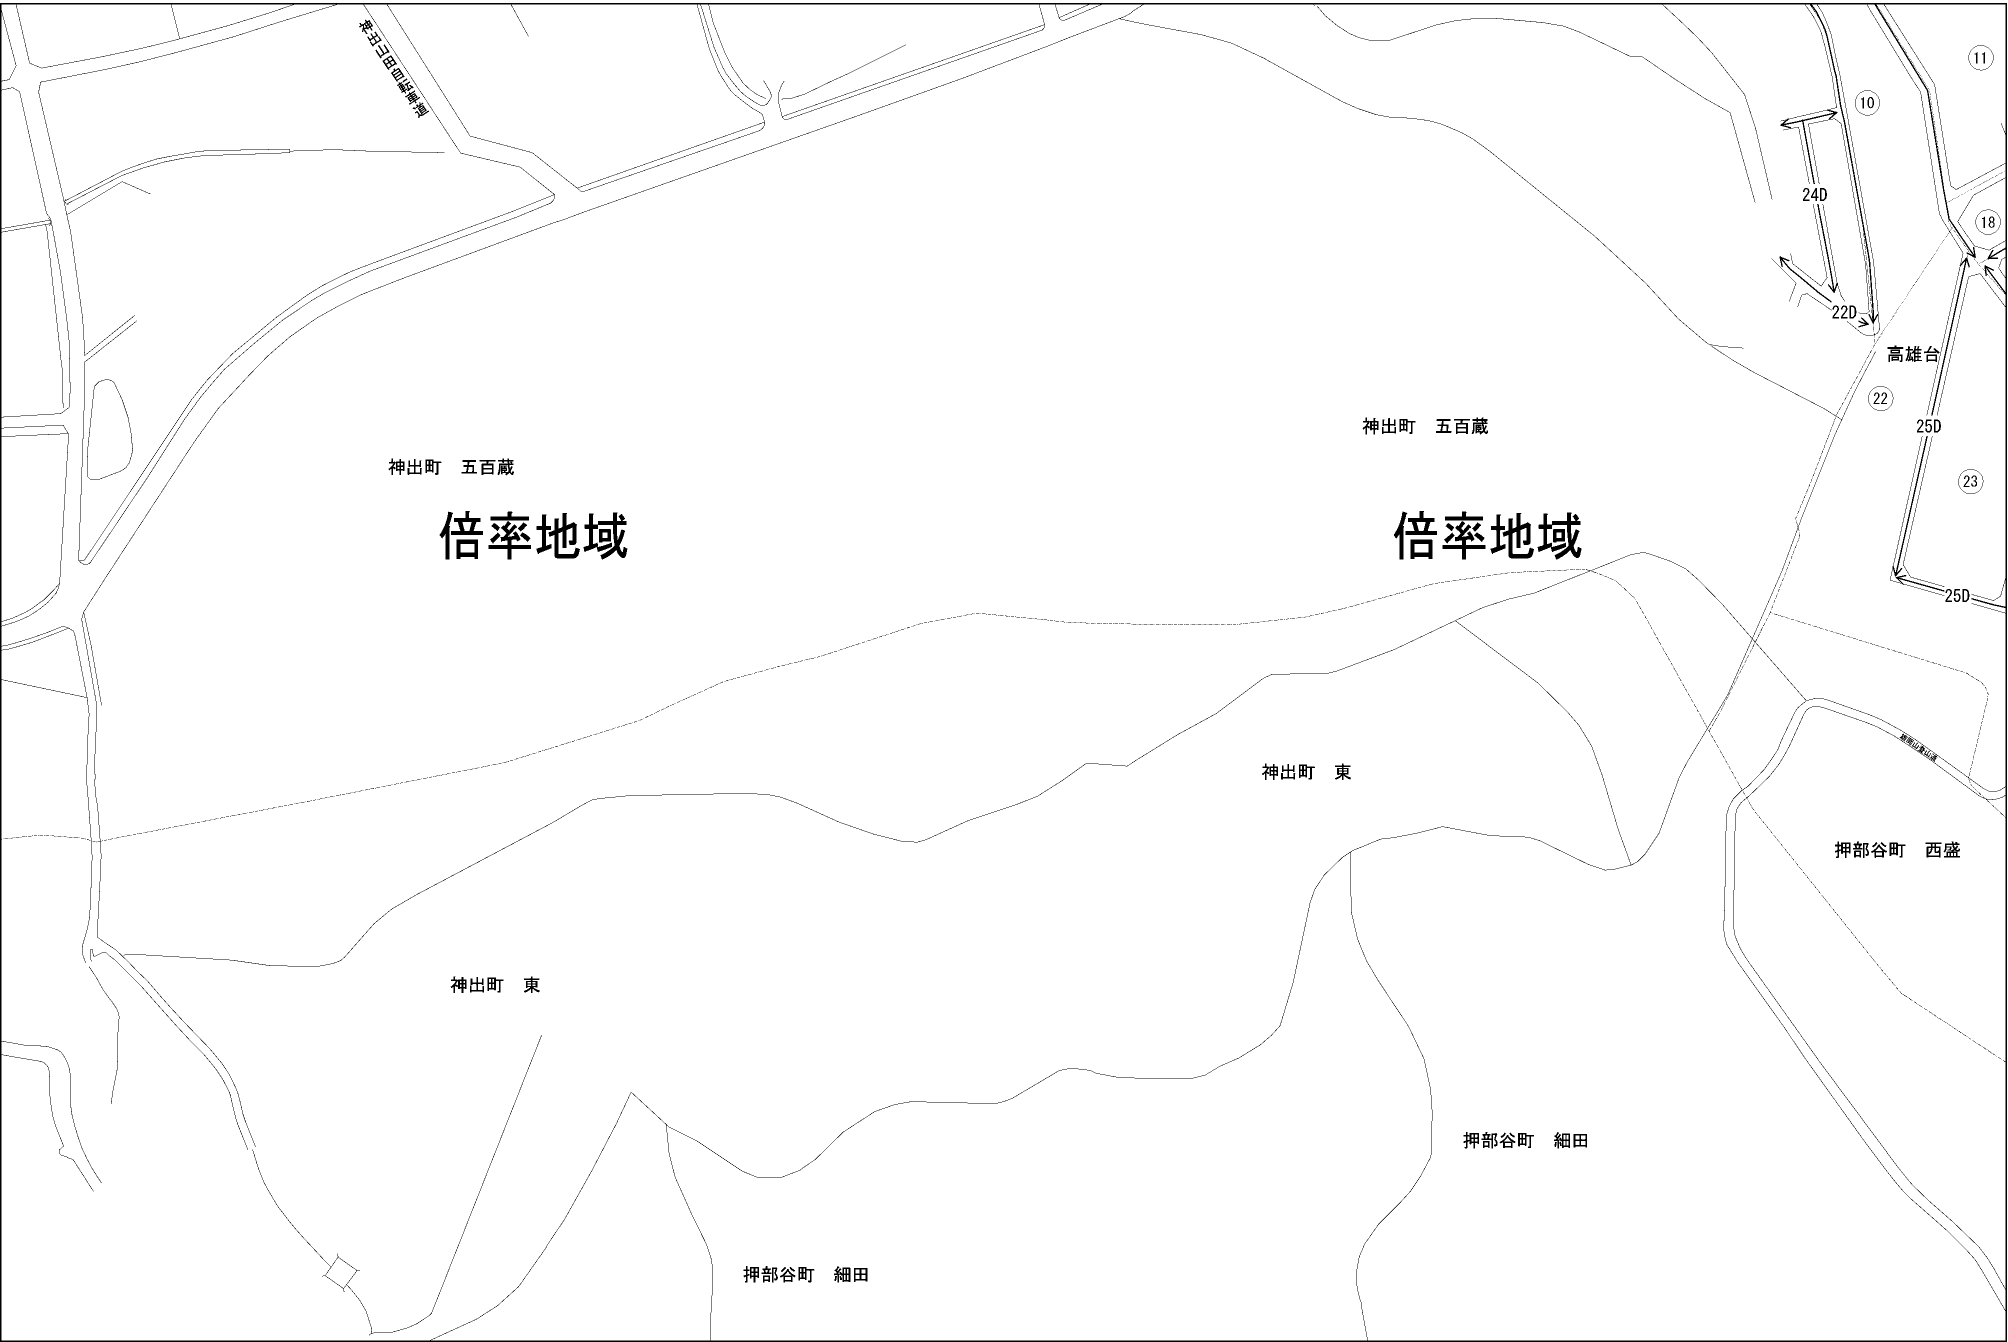 神出山田自転車道
11
10
24D
18
22D
高雄台
22
25D
神出町　五百蔵
神出町　五百蔵
23
倍率地域
倍率地域
25D
神出町　東
押部谷町　西盛
神出町　東
押部谷町　細田
押部谷町　細田